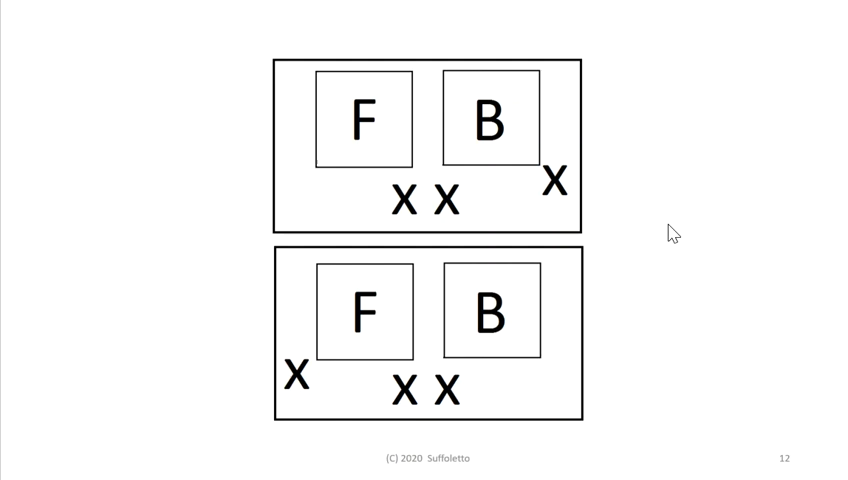 F B
X X X
F B
X X X
(C) 2020 Suffoletto
12